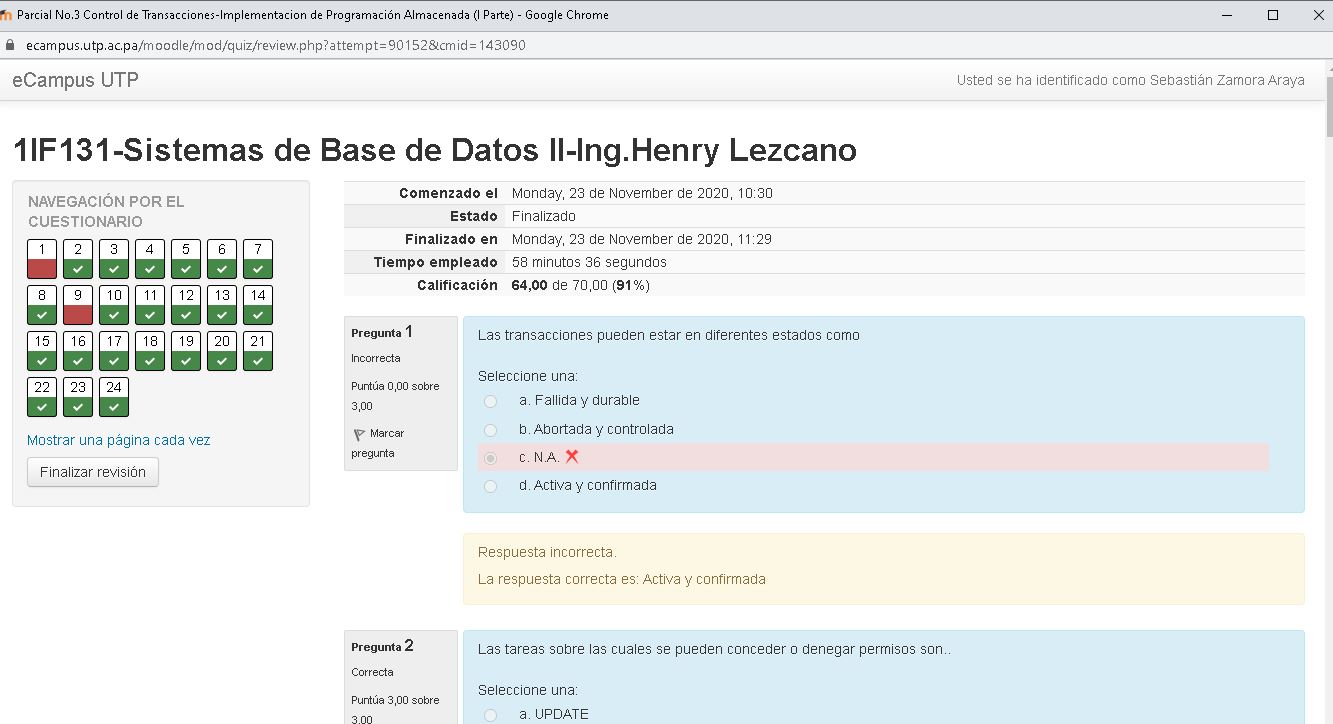 Parcial No.3 Control de Transacciones-Implementacion de Programación Almacenada (I Parte) - Google Chrome
ecampus.utp.ac.pa/moodle/mod/quiz/review.php?attempt=90152&cmid=143090
eCampus UTP
Usted se ha identificado como Sebastián Zamora Araya
1IF131-Sistemas de Base de Datos II-Ing.Henry Lezcano
NAVEGACIÓN POR EL
CUESTIONARIO
1 2 3 4 5 6 7
8 9 10 11 12 13 14
15 16 17 18 19 20 21
22 23 24
Mostrar una página cada vez
Finalizar revisión
Comenzado el Monday, 23 de November de 2020, 10:30
Estado Finalizado
Finalizado en Monday, 23 de November de 2020, 11:29
Tiempo empleado 58 minutos 36 segundos
Calificación 64,00 de 70,00 (91%)
Pregunta 1
Incorrecta
Puntúa 0,00 sobre
3,00
Marcar
pregunta
Las transacciones pueden estar en diferentes estados como
Seleccione una:
a. Fallida y durable
b. Abortada y controlada
c. N.A.
d. Activa y confirmada
Respuesta incorrecta.
La respuesta correcta es: Activa y confirmada
Pregunta 2
Correcta
Puntúa 3,00 sobre
3,00
Las tareas sobre las cuales se pueden conceder o denegar permisos son..
Seleccione una:
a. UPDATE